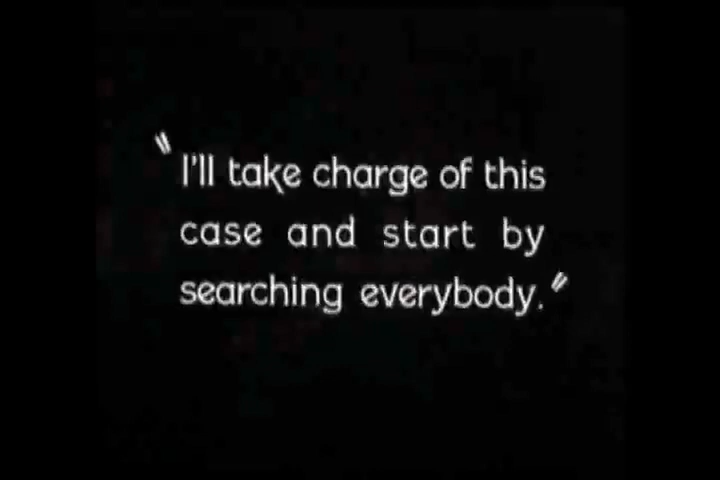 "I'll take charge of this
case and start by
searching everybody."